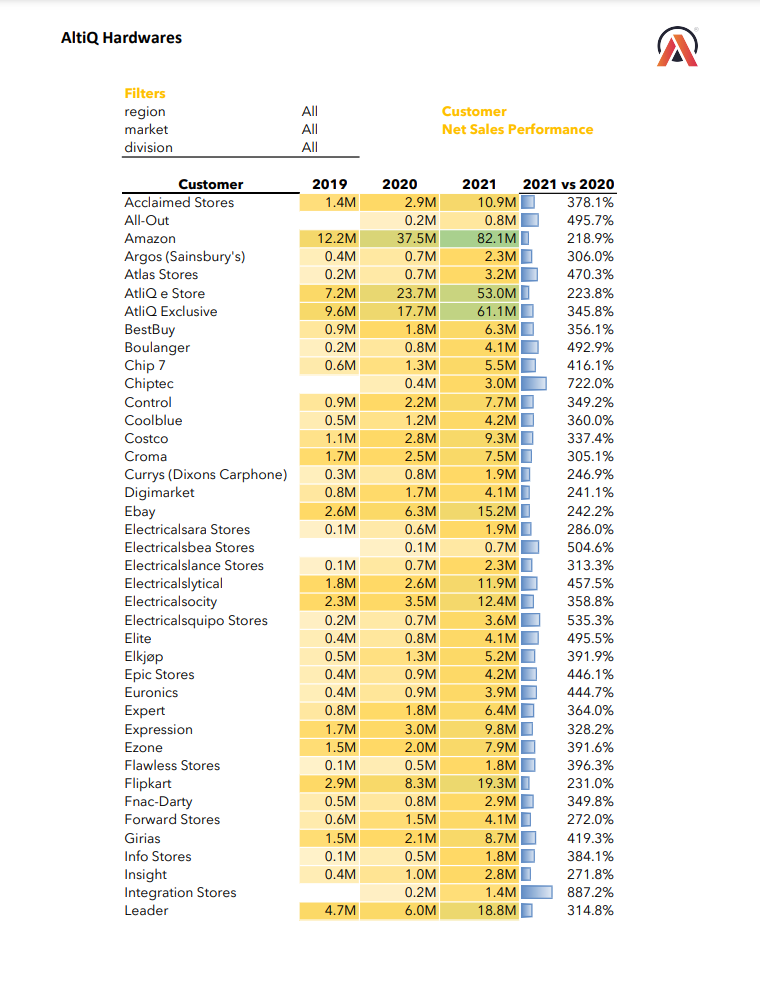 AltiQ Hardwares
Filters
region All Customer
market All Net Sales Performance
division All
Customer 2019 2020 2021 2021 vs 2020
Acclaimed Stores 1.4M 2.9M 10.9M 378.1%
All-Out 0.2M 0.8M 495.7%
Amazon 12.2M 37.5M 82.1M 218.9%
Argos (Sainsbury's) 0.4M 0.7M 2.3M 306.0%
Atlas Stores 0.2M 0.7M 3.2M 470.3%
AtliQ e Store 7.2M 23.7M 53.0M 223.8%
AtliQ Exclusive 9.6M 17.7M 61.1M 345.8%
BestBuy 0.9M 1.8M 6.3M 356.1%
Boulanger 0.2M 0.8M 4.1M 492.9%
Chip 7 0.6M 1.3M 5.5M 416.1%
Chiptec 0.4M 3.0M 722.0%
Control 0.9M 2.2M 7.7M 349.2%
Coolblue 0.5M 1.2M 4.2M 360.0%
Costco 1.1M 2.8M 9.3M 337.4%
Croma 1.7M 2.5M 7.5M 305.1%
Currys (Dixons Carphone) 0.3M 0.8M 1.9M 246.9%
Digimarket 0.8M 1.7M 4.1M 241.1%
Ebay 2.6M 6.3M 15.2M 242.2%
Electricalsara Stores 0.1M 0.6M 1.9M 286.0%
Electricalsbea Stores 0.1M 0.7M 504.6%
Electricalslance Stores 0.1M 0.7M 2.3M 313.3%
Electricalslytical 1.8M 2.6M 11.9M 457.5%
Electricalsocity 2.3M 3.5M 12.4M 358.8%
Electricalsquipo Stores 0.2M 0.7M 3.6M 535.3%
Elite 0.4M 0.8M 4.1M 495.5%
Elkjøp 0.5M 1.3M 5.2M 391.9%
Epic Stores 0.4M 0.9M 4.2M 446.1%
Euronics 0.4M 0.9M 3.9M 444.7%
Expert 0.8M 1.8M 6.4M 364.0%
Expression 1.7M 3.0M 9.8M 328.2%
Ezone 1.5M 2.0M 7.9M 391.6%
Flawless Stores 0.1M 0.5M 1.8M 396.3%
Flipkart 2.9M 8.3M 19.3M 231.0%
Fnac-Darty 0.5M 0.8M 2.9M 349.8%
Forward Stores 0.6M 1.5M 4.1M 272.0%
Girias 1.5M 2.1M 8.7M 419.3%
Info Stores 0.1M 0.5M 1.8M 384.1%
Insight 0.4M 1.0M 2.8M 271.8%
Integration Stores 0.2M 1.4M 887.2%
Leader 4.7M 6.0M 18.8M 314.8%